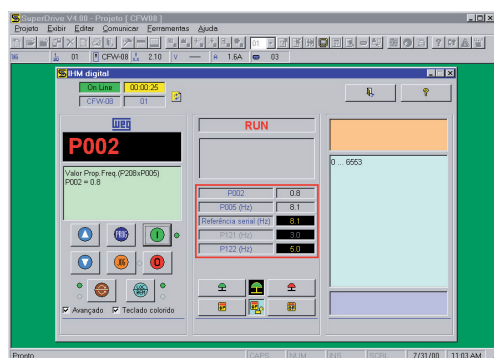 SuperDrive V4.00 - Projeto [ CFW08 ]
Projeto Exibir Editar Comunicar Ferramentas Ajuda
01
01 CFW-08 2.10 V — A 1.6A 03
IHM digital
On Line 00:00:25
CFW-08 01
?
weg
RUN
P002
Valor Prop.Freq.(P208xP005)
P002 = 0.8
0 ... 6553
P002 0.8
P005 (Hz) 8.1
Referência serial (Hz) 8.1
P121 (Hz) 3.0
P122 (Hz) 5.0
PROG
I
JOG
0
Avançado Teclado colorido
Pronto CAPS NUM INS SCRL 7/31/00 11:03 AM